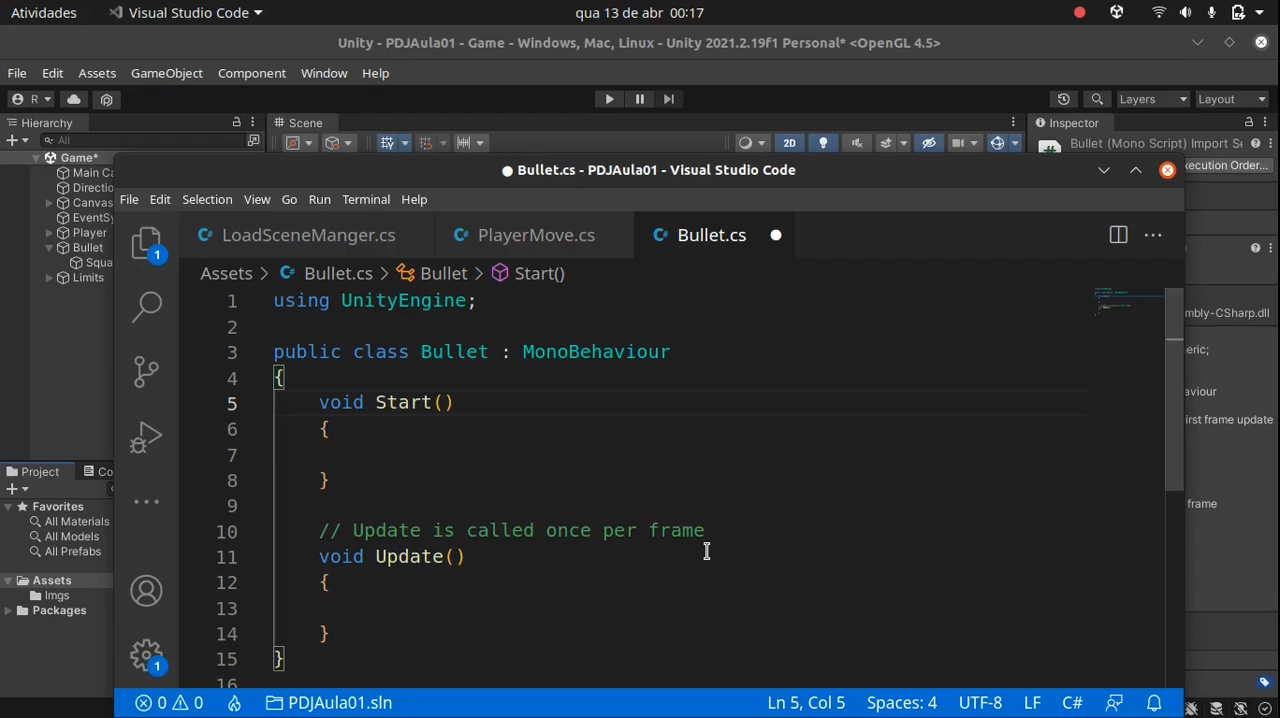 Atividades Visual Studio Code qua 13 de abr 00:17
Unity - PDJAula01 - Game - Windows, Mac, Linux - Unity 2021.2.19f1 Personal* <OpenGL 4.5>
File Edit Assets GameObject Component Window Help
R Layers Layout
Hierarchy Scene Inspector
All 2D Bullet (Mono Script) Import Se
Game*
Main Ca
Directio
Canvas
EventSy
Player
Bullet
Squa
Limits
xecution Order...
Bullet.cs - PDJAula01 - Visual Studio Code
File Edit Selection View Go Run Terminal Help
LoadSceneManger.cs PlayerMove.cs Bullet.cs
Assets > Bullet.cs > Bullet > Start()
1 using UnityEngine;
2
3 public class Bullet : MonoBehaviour
4 {
5 void Start()
6 {
7
8 }
9
10 // Update is called once per frame
11 void Update()
12 {
13
14 }
15 }
16
mbly-CSharp.dll
eric;
aviour
first frame update
frame
Project Co
Favorites
All Materials
All Models
All Prefabs
Assets
Imgs
Packages
1
1
0 0 PDJAula01.sln Ln 5, Col 5 Spaces: 4 UTF-8 LF C#